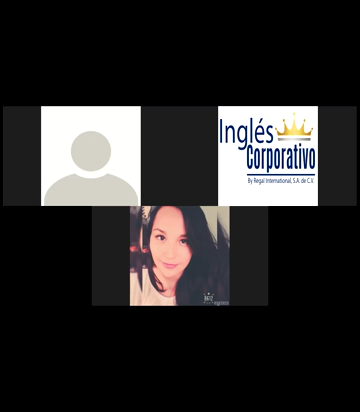 Inglés
Corporativo
By Regal International, S.A. de C.V.